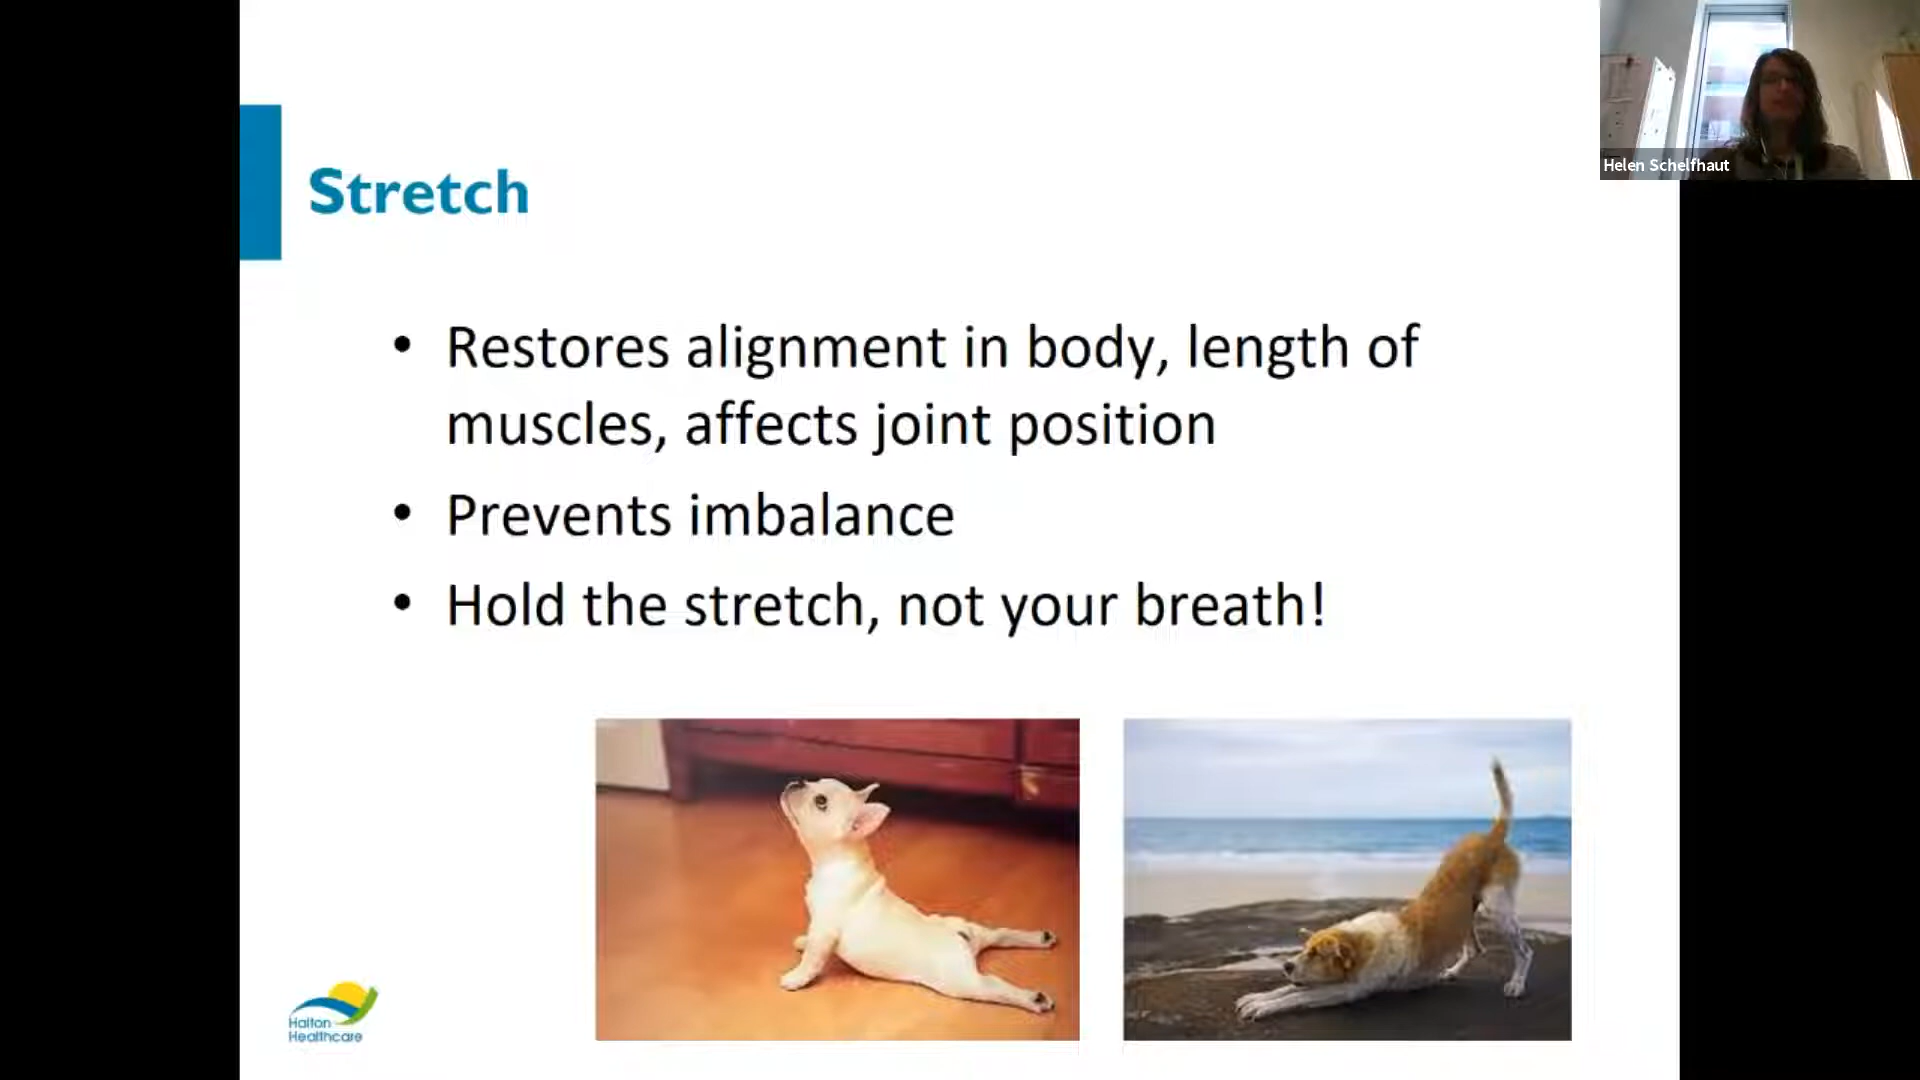 Helen Schelfhaut
Stretch
• Restores alignment in body, length of
muscles, affects joint position
• Prevents imbalance
• Hold the stretch, not your breath!
Halton
Healthcare